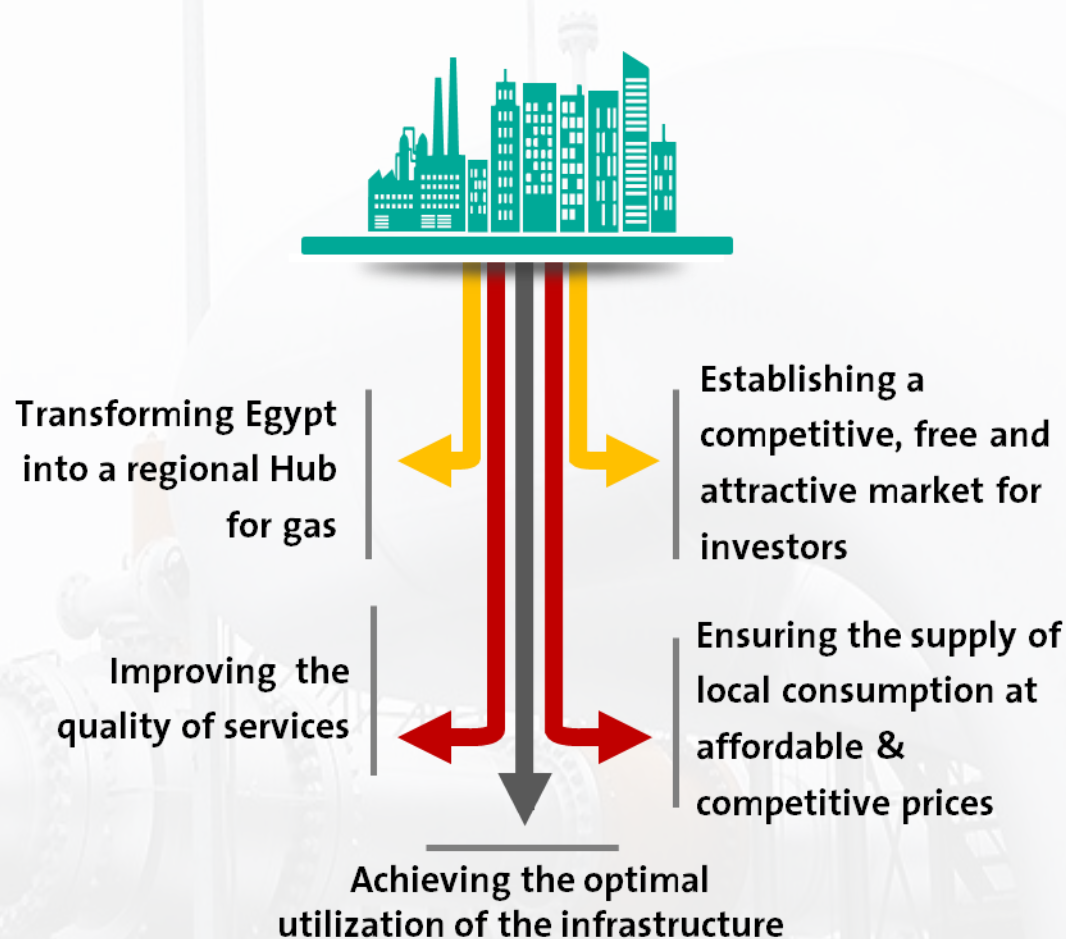 Transforming Egypt
into a regional Hub
for gas
Establishing a
competitive, free and
attractive market for
investors
Improving the
quality of services
Ensuring the supply of
local consumption at
affordable &
competitive prices
Achieving the optimal
utilization of the infrastructure